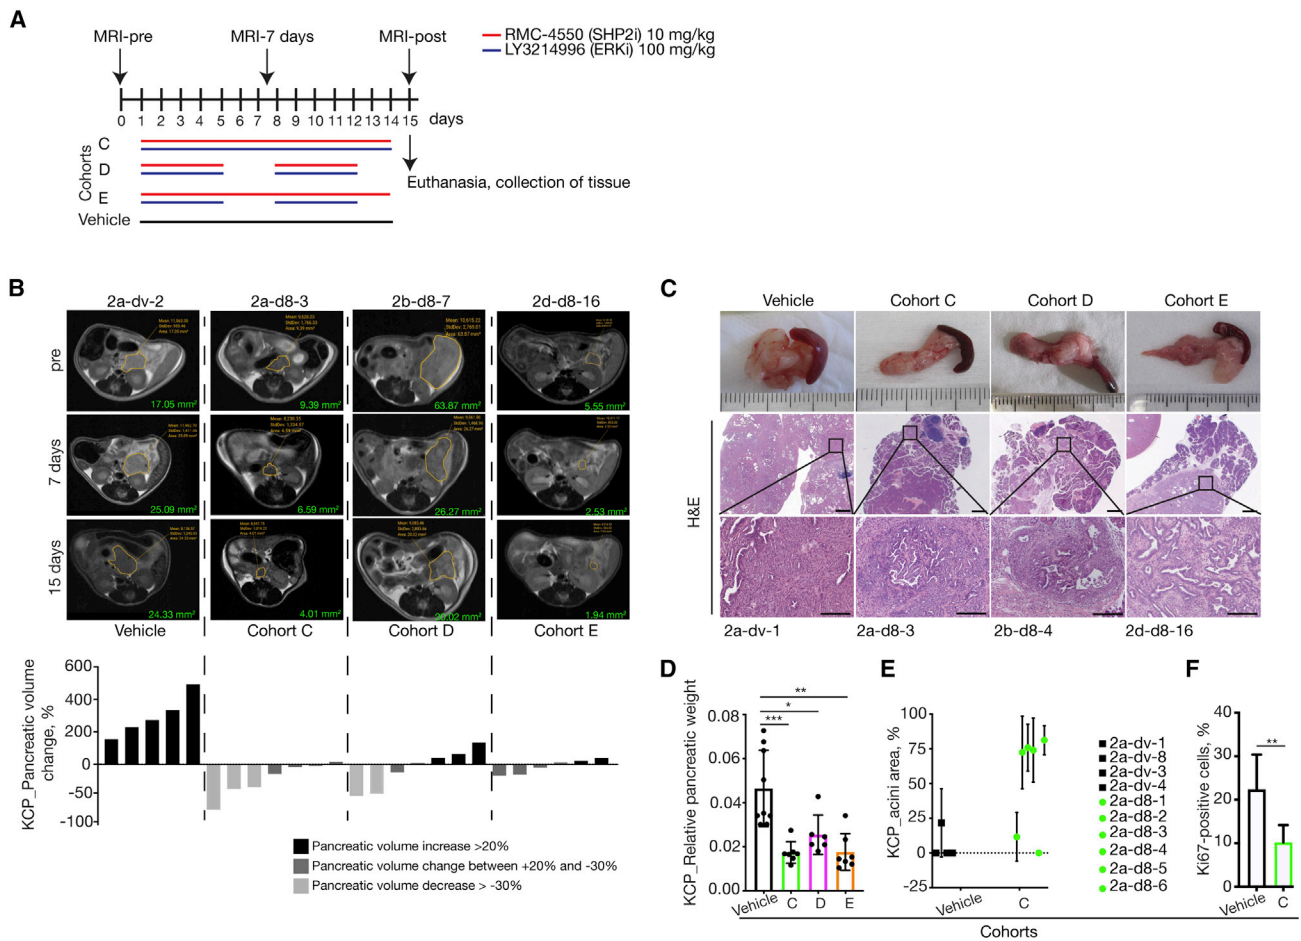 A
MRI-pre
MRI-7 days
MRI-post
RMC-4550 (SHP2i) 10 mg/kg
LY3214996 (ERKi) 100 mg/kg
0 1 2 3 4 5 6 7 8 9 10 11 12 13 14 15 days
Cohorts
C
D
E
Vehicle
Euthanasia, collection of tissue
B
2a-dv-2
2a-d8-3
2b-d8-7
2d-d8-16
pre
17.05 mm²
9.39 mm²
63.87 mm²
5.55 mm²
7 days
25.09 mm²
6.59 mm²
26.27 mm²
2.53 mm²
15 days
24.33 mm²
4.01 mm²
20.02 mm²
1.94 mm²
Vehicle
Cohort C
Cohort D
Cohort E
KCP_Pancreatic volume
change, %
600
400
200
0
-50
-100
Pancreatic volume increase >20%
Pancreatic volume change between +20% and -30%
Pancreatic volume decrease > -30%
C
Vehicle
Cohort C
Cohort D
Cohort E
H&E
2a-dv-1
2a-d8-3
2b-d8-4
2d-d8-16
D
KCP_Relative pancreatic weight
0.08
0.06
0.04
0.02
0.00
**
*
***
Vehicle
C
D
E
E
KCP_acini area, %
100
75
50
25
0
-25
Vehicle
C
2a-dv-1
2a-dv-8
2a-dv-3
2a-dv-4
2a-d8-1
2a-d8-2
2a-d8-3
2a-d8-4
2a-d8-5
2a-d8-6
F
Ki67-positive cells, %
40
30
20
10
0
**
Vehicle
C
Cohorts